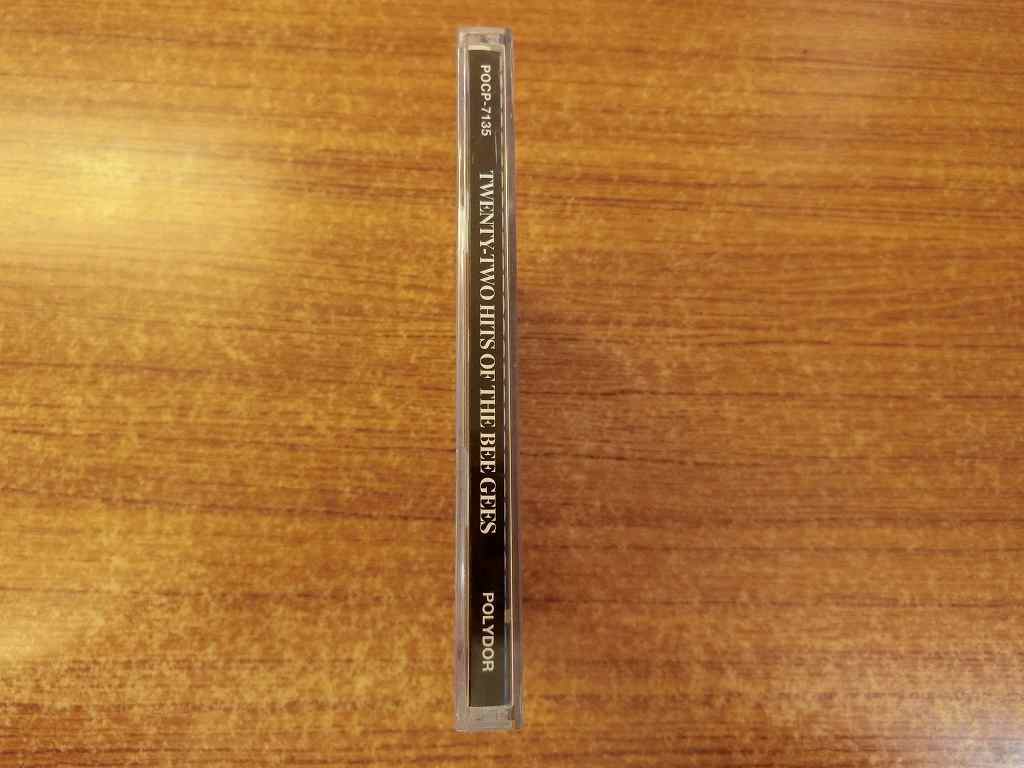 POCP-7135
TWENTY-TWO HITS OF THE BEE GEES
POLYDOR